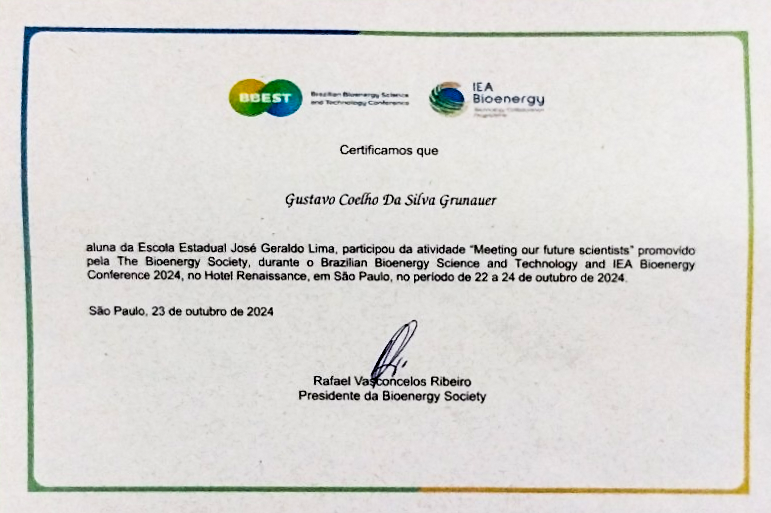 BBEST
Brazilian Bioenergy Science
and Technology Conference
IEA
Bioenergy
Technology Collaboration
Programme
Certificamos que
Gustavo Coelho Da Silva Grunauer
aluna da Escola Estadual José Geraldo Lima, participou da atividade "Meeting our future scientists" promovido
pela The Bioenergy Society, durante o Brazilian Bioenergy Science and Technology and IEA Bioenergy
Conference 2024, no Hotel Renaissance, em São Paulo, no período de 22 a 24 de outubro de 2024.
São Paulo, 23 de outubro de 2024
Rafael Vasconcelos Ribeiro
Presidente da Bioenergy Society